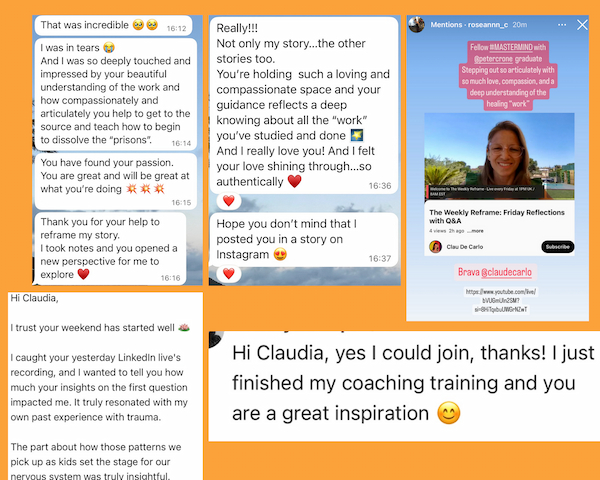 That was incredible 🥹🥹 16:12
I was in tears 😭
And I was so deeply touched and
impressed by your beautiful
understanding of the work and
how compassionately and
articulately you help to get to the
source and teach how to begin
to dissolve the “prisons”. 16:14
You have found your passion.
You are great and will be great at
what you’re doing 💥💥💥
16:15
Thank you for your help to
reframe my story.
I took notes and you opened a
new perspective for me to
explore ❤️ 16:16
Really!!!
Not only my story...the other
stories too.
You’re holding such a loving and
compassionate space and your
guidance reflects a deep
knowing about all the “work”
you’ve studied and done
And I really love you! And I felt
your love shining through...so
authentically ❤️ 16:36
❤️
Hope you don’t mind that I
posted you in a story on
Instagram 😍 16:37
❤️
Mentions · roseannn_c 20m
Fellow #MASTERMIND with
@petercrone graduate
Stepping out so articulately with
so much love, compassion, and a
deep understanding of the
healing “work”
Welcome to The Weekly Reframe - Live every Friday at 1PM UK /
8AM EST
The Weekly Reframe: Friday Reflections
with Q&A
4 views 2h ago ...more
Clau De Carlo Subscribe
Brava @claudecarlo
https://www.youtube.com/live/
Hi Claudia,
I trust your weekend has started well 🪷
I caught your yesterday LinkedIn live's
recording, and I wanted to tell you how
much your insights on the first question
impacted me. It truly resonated with my
own past experience with trauma.
The part about how those patterns we
pick up as kids set the stage for our
nervous system was truly insightful.
Hi Claudia, yes I could join, thanks! I just
finished my coaching training and you
are a great inspiration 😊